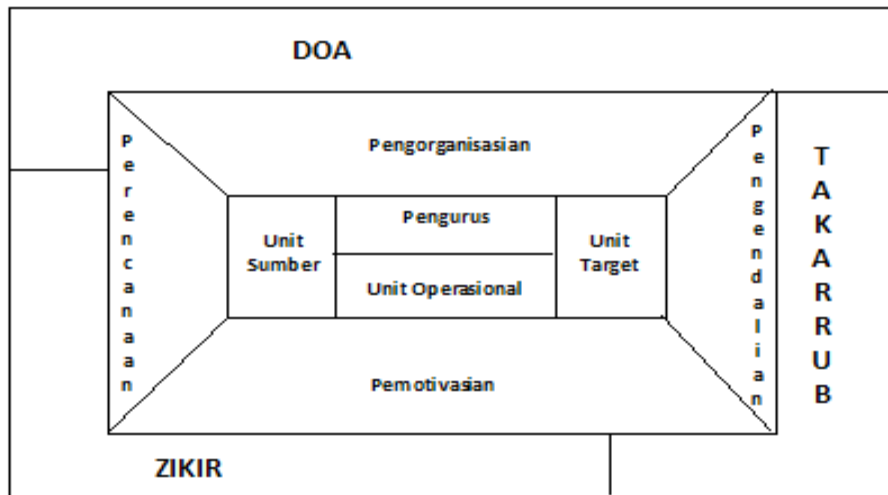 DOA
Pengorganisasian
Perencanaan
Pengurus
Unit
Sumber
Unit
Target
Unit Operasional
Pengendalian
TAKARRUB
Pemotivasian
ZIKIR